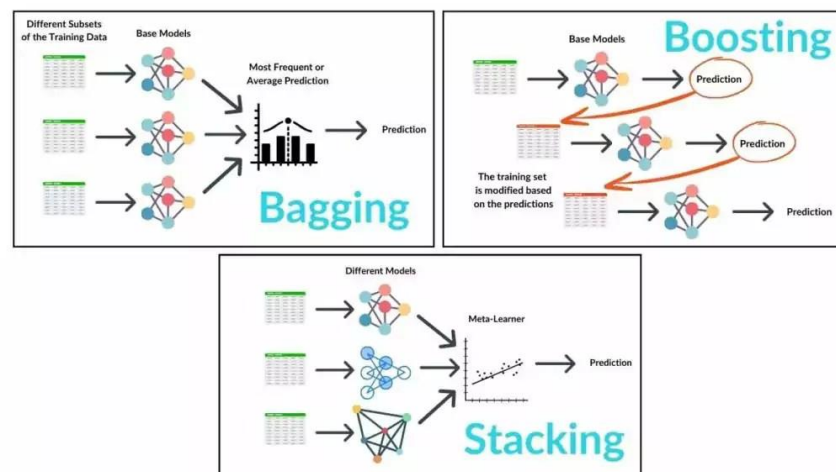 Different Subsets
of the Training Data
Base Models
Most Frequent or
Average Prediction
Prediction
Bagging
Boosting
Base Models
Prediction
Prediction
The training set
is modified based
on the predictions
Prediction
Different Models
Meta-Learner
Prediction
Stacking